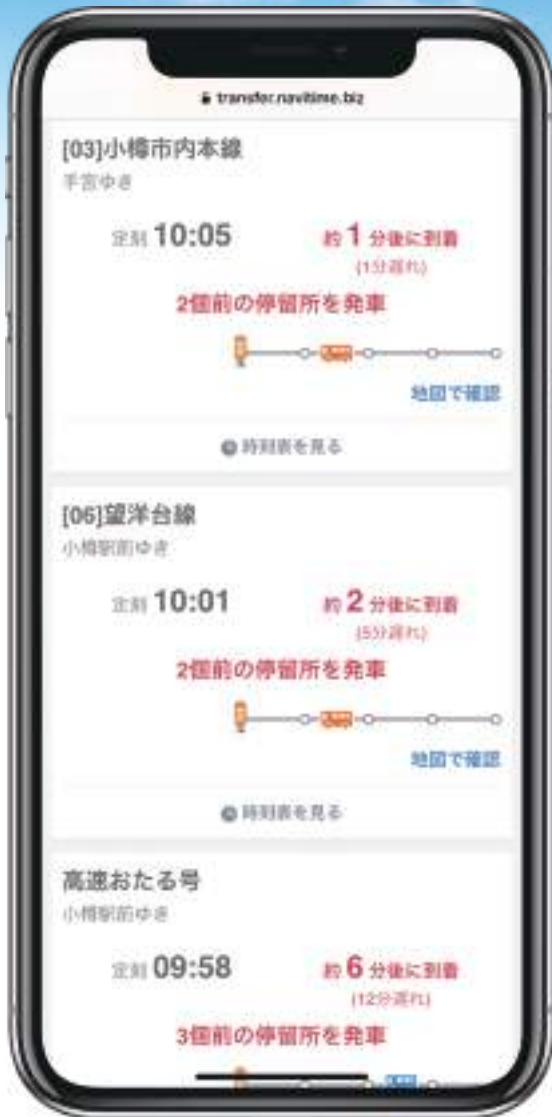 transfer.navitime.biz
[03]小樽市内本線
手宮ゆき
定刻 10:05
約 1 分後に到着
(1分遅れ)
2個前の停留所を発車
地図で確認
時刻表を見る
[06]望洋台線
小樽駅前ゆき
定刻 10:01
約 2 分後に到着
(5分遅れ)
2個前の停留所を発車
地図で確認
時刻表を見る
高速おたる号
小樽駅前ゆき
定刻 09:58
約 6 分後に到着
(12分遅れ)
3個前の停留所を発車